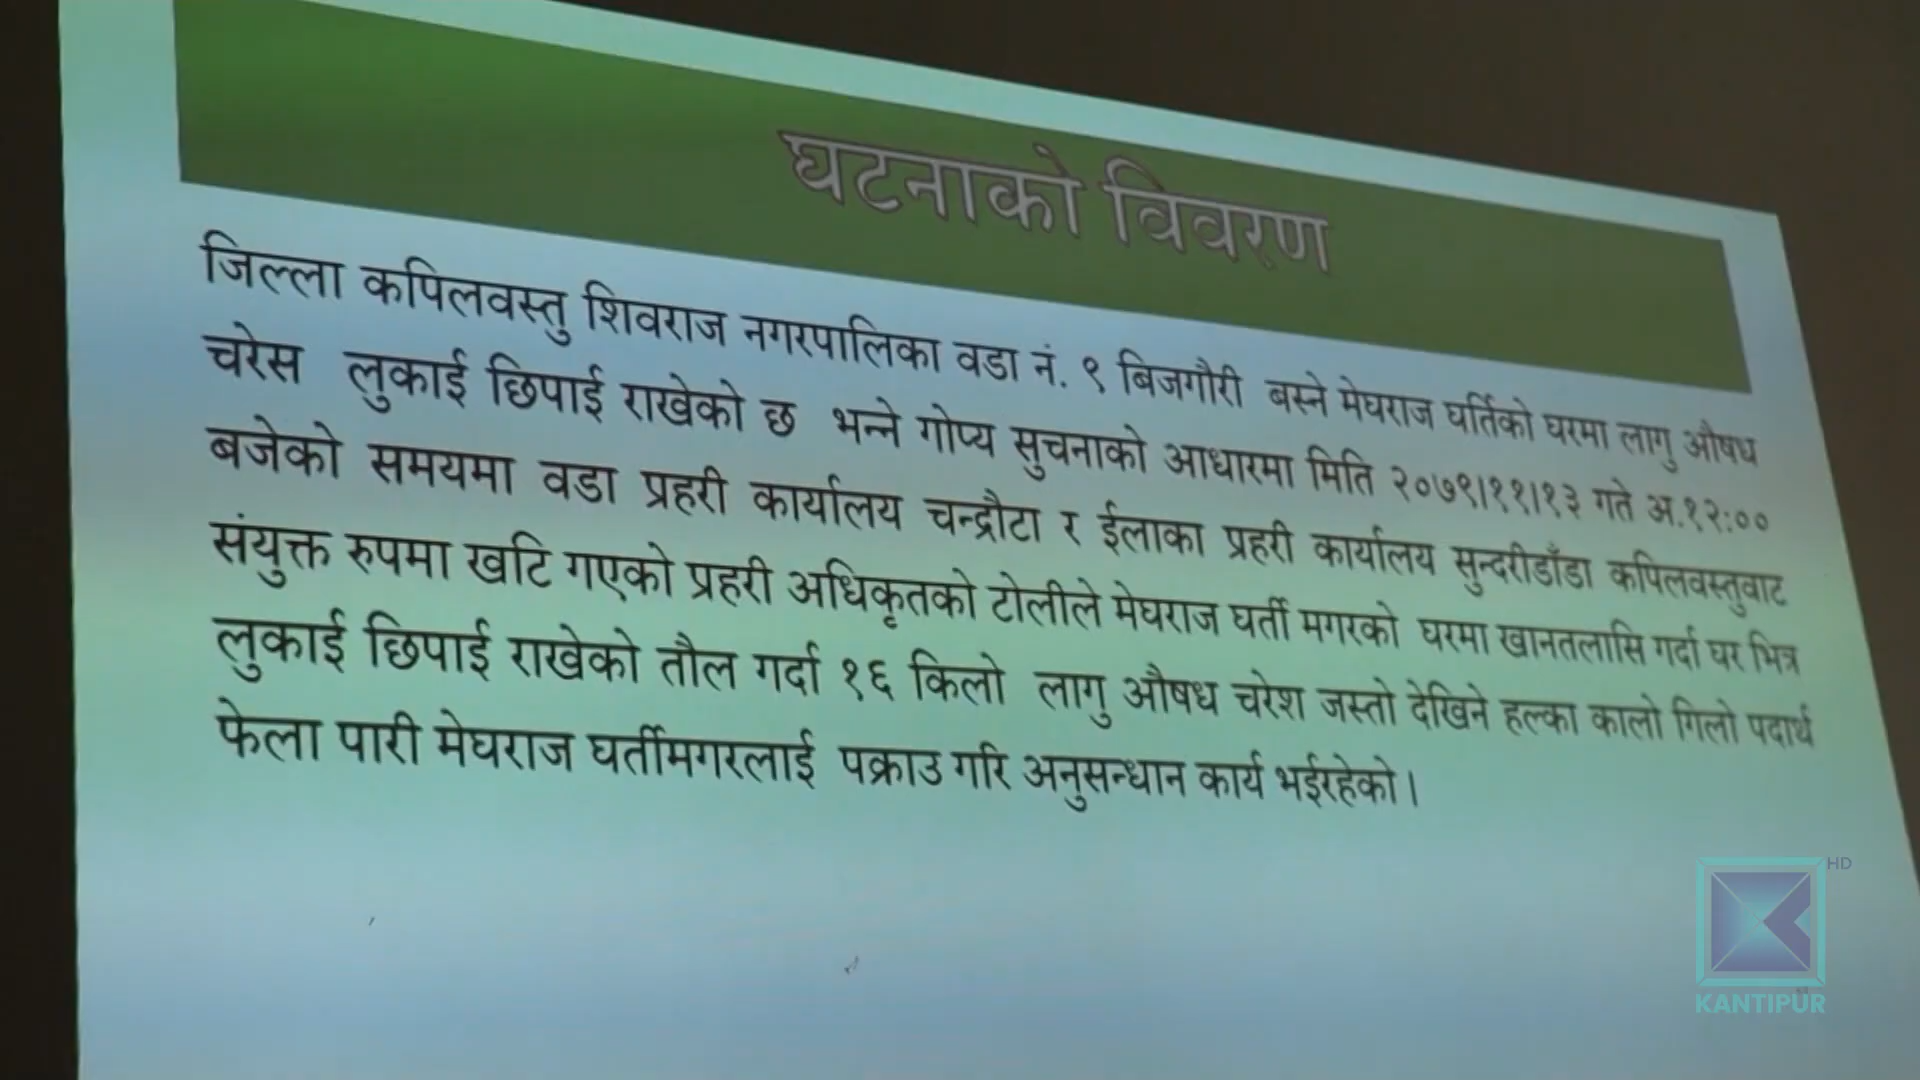 घटनाको विवरण
जिल्ला कपिलवस्तु शिवराज नगरपालिका वडा नं. ९ बिजगौरी बस्ने मेघराज घर्तिको घरमा लागु औषध
चरेस लुकाई छिपाई राखेको छ भन्ने गोप्य सुचनाको आधारमा मिति २०७९।११।१३ गते अ.१२:००
बजेको समयमा वडा प्रहरी कार्यालय चन्द्रौटा र ईलाका प्रहरी कार्यालय सुन्दरीडाँडा कपिलवस्तुवाट
संयुक्त रुपमा खटि गएको प्रहरी अधिकृतको टोलीले मेघराज घर्ती मगरको घरमा खानतलासि गर्दा घर भित्र
लुकाई छिपाई राखेको तौल गर्दा १६ किलो लागु औषध चरेश जस्तो देखिने हल्का कालो गिलो पदार्थ
फेला पारी मेघराज घर्तीमगरलाई पक्राउ गरि अनुसन्धान कार्य भईरहेको ।
HD
KANTIPUR